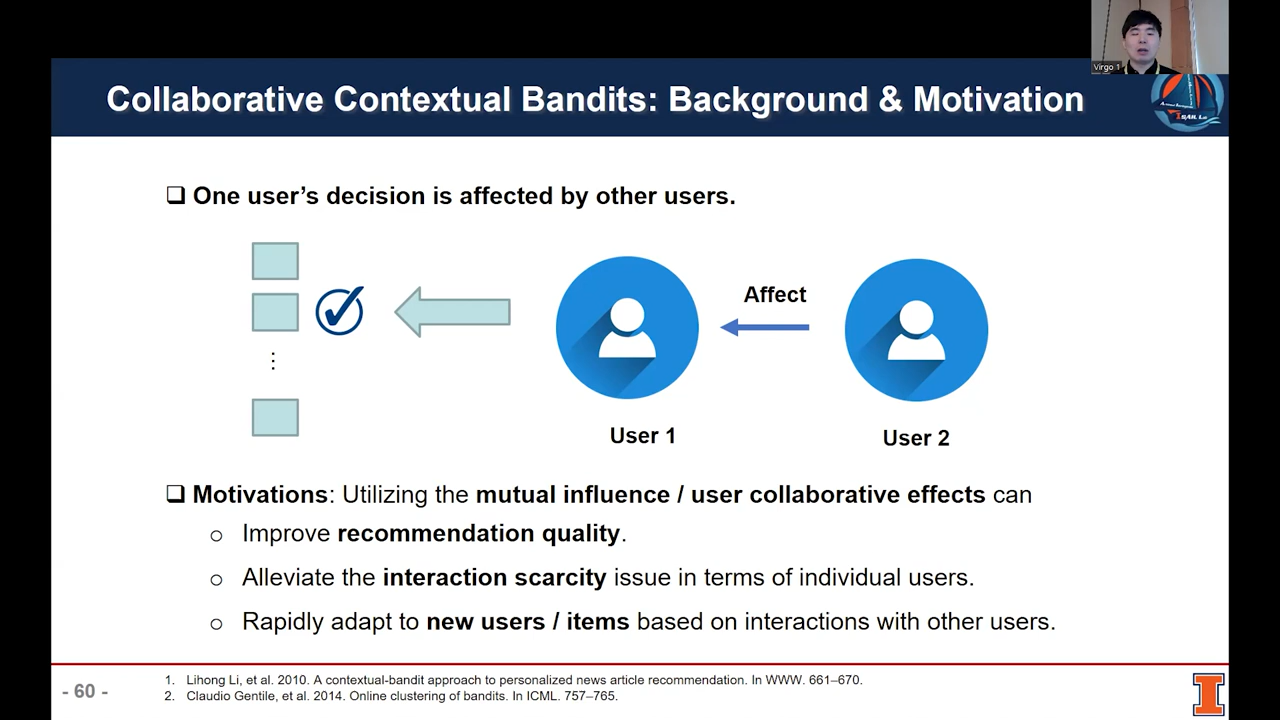 Virgo 1
Collaborative Contextual Bandits: Background & Motivation
❑ One user’s decision is affected by other users.
Affect
User 1
User 2
❑ Motivations: Utilizing the mutual influence / user collaborative effects can
o Improve recommendation quality.
o Alleviate the interaction scarcity issue in terms of individual users.
o Rapidly adapt to new users / items based on interactions with other users.
- 60 -
1. Lihong Li, et al. 2010. A contextual-bandit approach to personalized news article recommendation. In WWW. 661–670.
2. Claudio Gentile, et al. 2014. Online clustering of bandits. In ICML. 757–765.